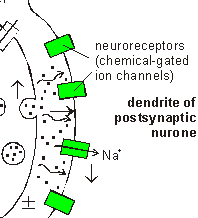 neuroreceptors
(chemical-gated
ion channels)
dendrite of
postsynaptic
nurone
Na+
±